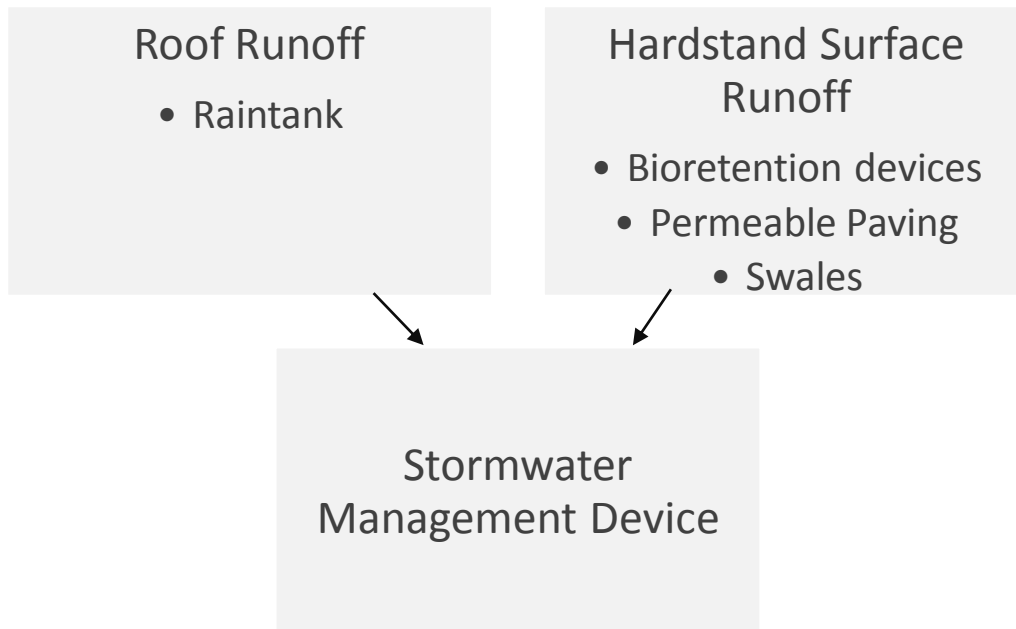 Roof Runoff
• Raintank
Hardstand Surface
Runoff
• Bioretention devices
• Permeable Paving
• Swales
Stormwater
Management Device